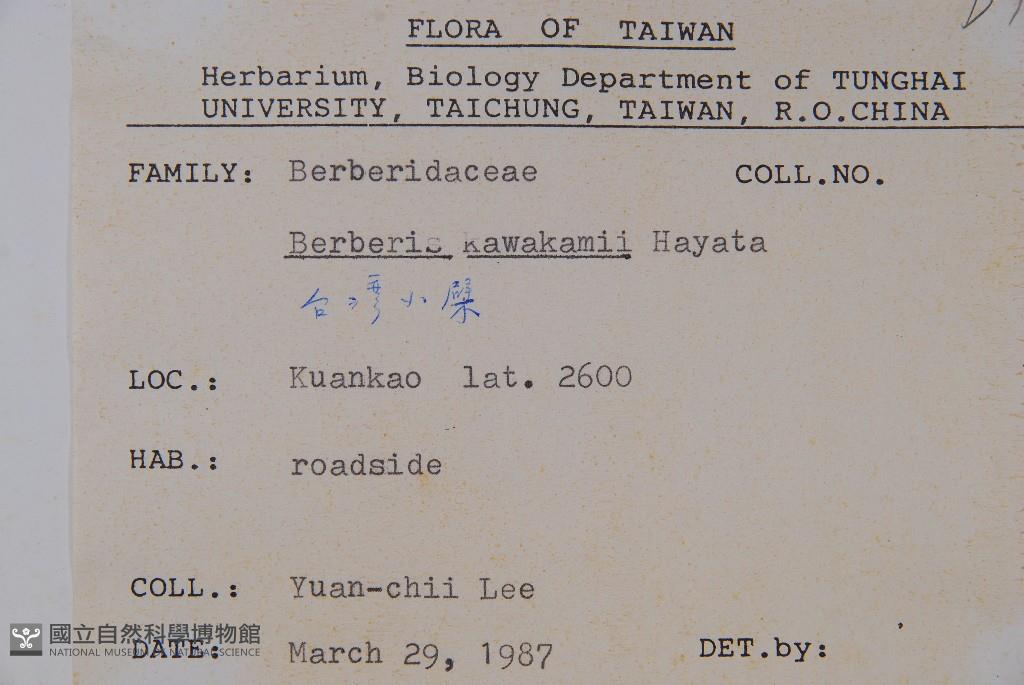 FLORA OF TAIWAN
Herbarium, Biology Department of TUNGHAI
UNIVERSITY, TAICHUNG, TAIWAN, R.O.CHINA
FAMILY: Berberidaceae COLL.NO.
Berberis kawakamii Hayata
台灣小檗
LOC.: Kuankao lat. 2600
HAB.: roadside
COLL.: Yuan-chii Lee
DATE: March 29, 1987 DET.by:
國立自然科學博物館
NATIONAL MUSEUM OF NATURAL SCIENCE